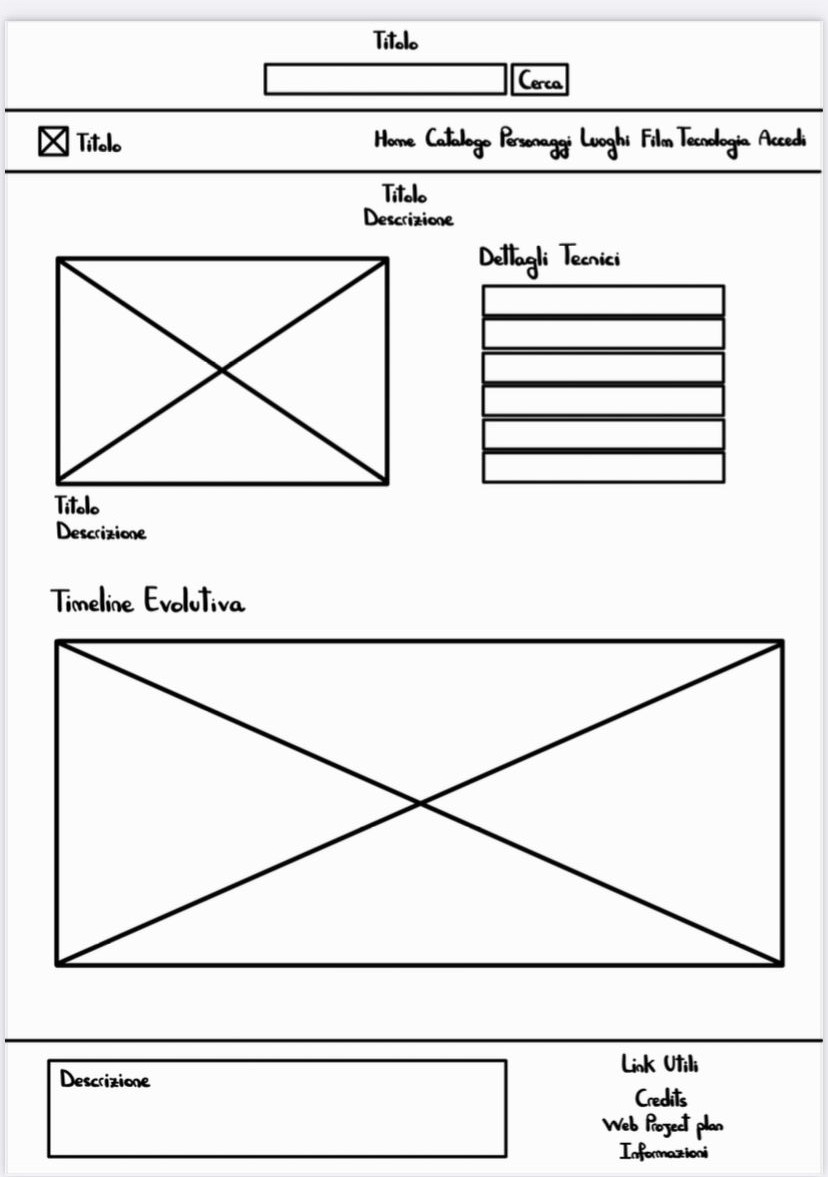 Titolo
Cerca
Titolo
Home Catalogo Personaggi Luoghi Film Tecnologia Accedi
Titolo
Descrizione
Dettagli Tecnici
Titolo
Descrizione
Timeline Evolutiva
Descrizione
Link Utili
Credits
Web Project plan
Informazioni